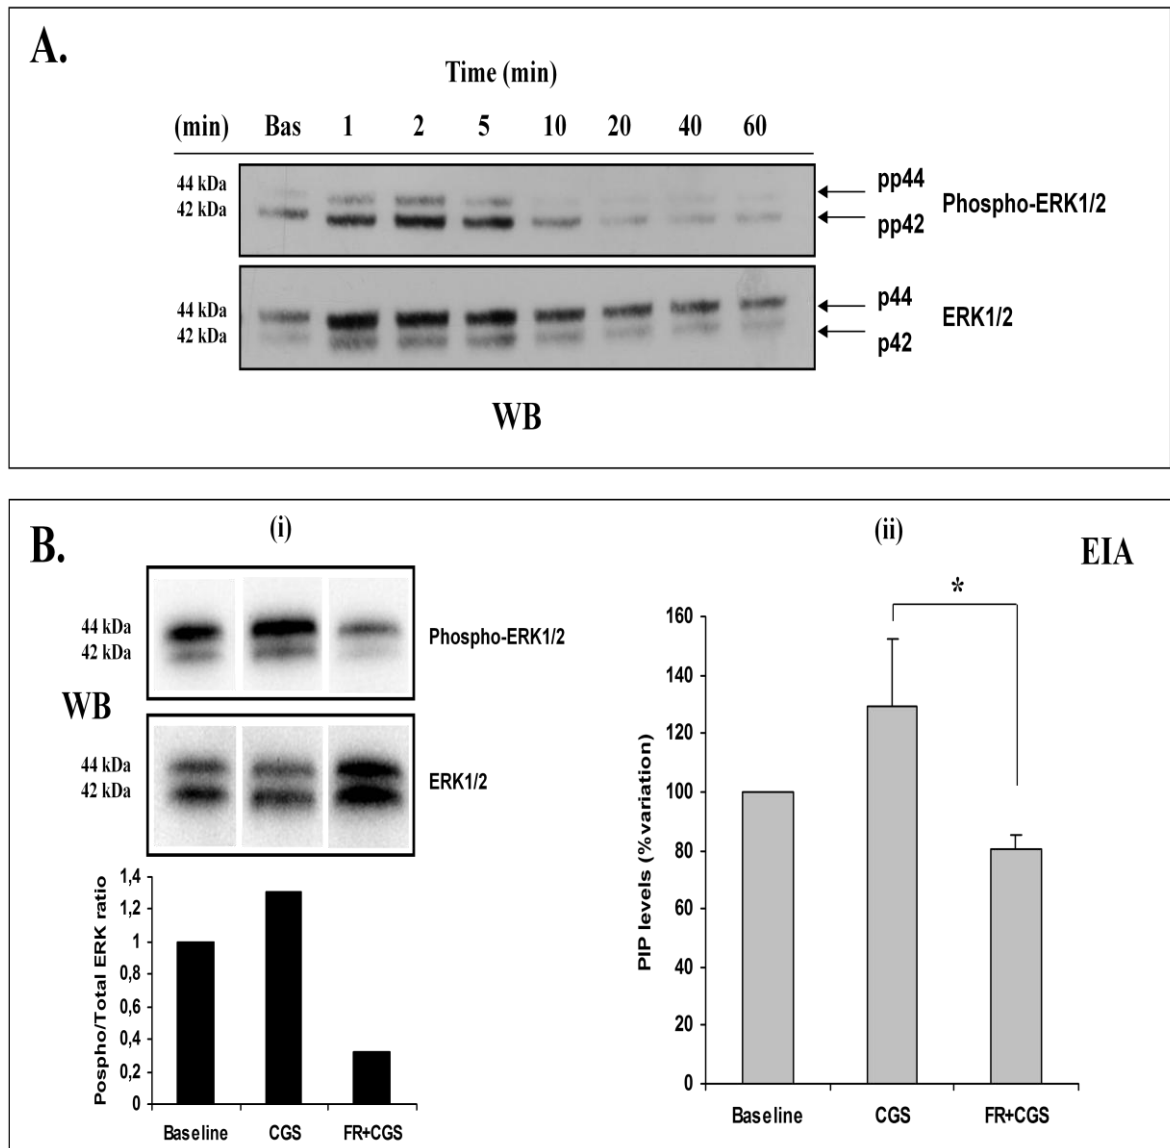 A.
Time (min)
(min) Bas 1 2 5 10 20 40 60
44 kDa
42 kDa
pp44
pp42
Phospho-ERK1/2
44 kDa
42 kDa
p44
p42
ERK1/2
WB
B.
(i)
44 kDa
42 kDa
Phospho-ERK1/2
WB
44 kDa
42 kDa
ERK1/2
Pospho/Total ERK ratio
1,4
1,2
1
0,8
0,6
0,4
0,2
0
Baseline CGS FR+CGS
(ii)
EIA
*
PIP levels (%variation)
160
140
120
100
80
60
40
20
0
Baseline CGS FR+CGS